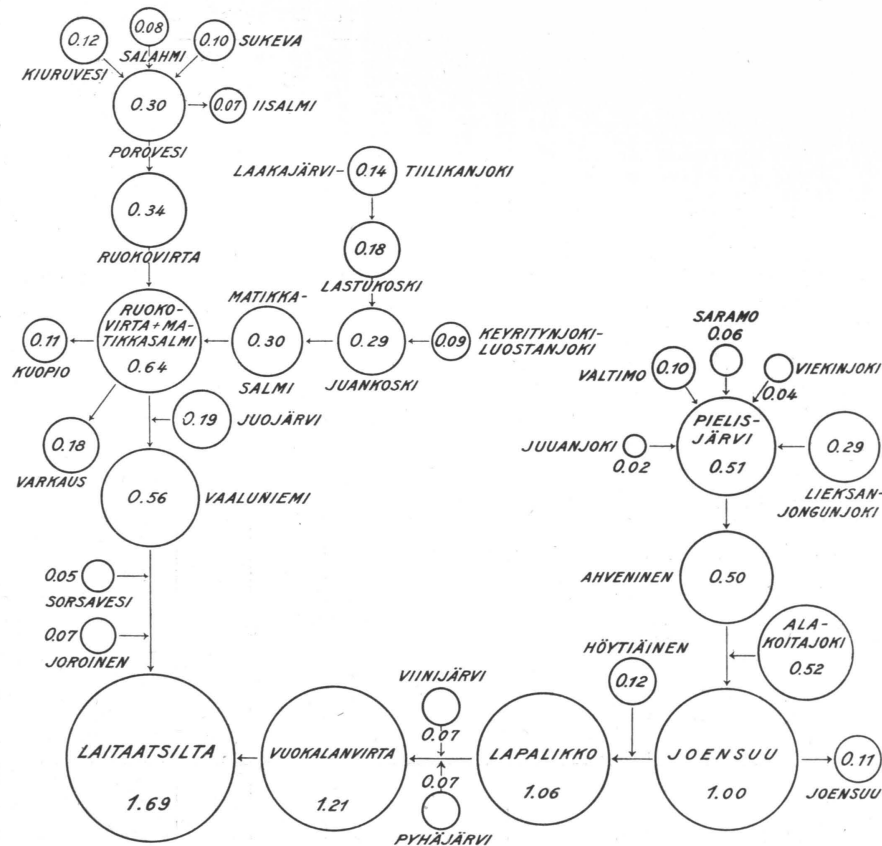 0.12
KIURUVESI
0.08
SALAHMI
0.10 SUKEVA
0.30
POROVESI
0.07 IISALMI
0.34
RUOKOVIRTA
LAAKAJÄRVI- 0.14 TIILIKANJOKI
0.18
LASTUKOSKI
RUOKO-
VIRTA+MA-
TIKKASALMI
0.64
0.11
KUOPIO
MATIKKA-
0.30
SALMI
0.29
JUANKOSKI
0.09 KEYRITYNJOKI-
LUOSTANJOKI
0.18
VARKAUS
0.19 JUOJÄRVI
0.56 VAALUNIEMI
0.05
SORSAVESI
0.07
JOROINEN
SARAMO
0.06
VALTIMO 0.10
VIEKINJOKI
0.04
JUUANJOKI
0.02
PIELIS-
JÄRVI
0.51
0.29
LIEKSAN-
JONGUNJOKI
AHVENINEN 0.50
ALA-
KOITAJOKI
0.52
HÖYTIÄINEN
0.12
VIINIJÄRVI
0.07
0.07
PYHÄJÄRVI
LAITAATSILTA
1.69
VUOKALANVIRTA
1.21
LAPALIKKO
1.06
JOENSUU
1.00
0.11
JOENSUU